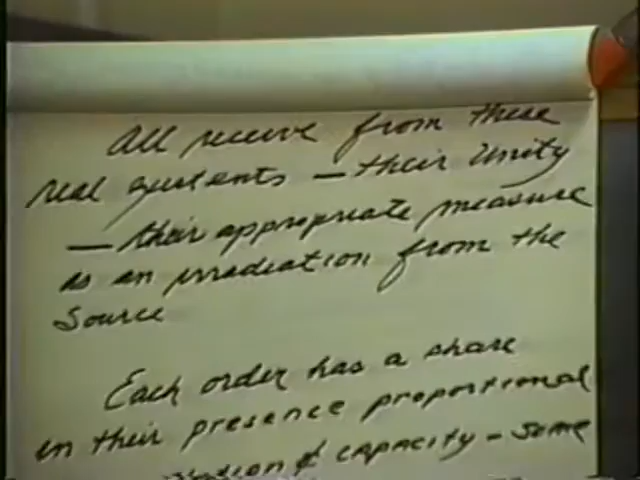 All receive from these
real existents — their Unity
— their appropriate measure
as an irradiation from the
Source
Each order has a share
in their presence proportional
& capacity - some